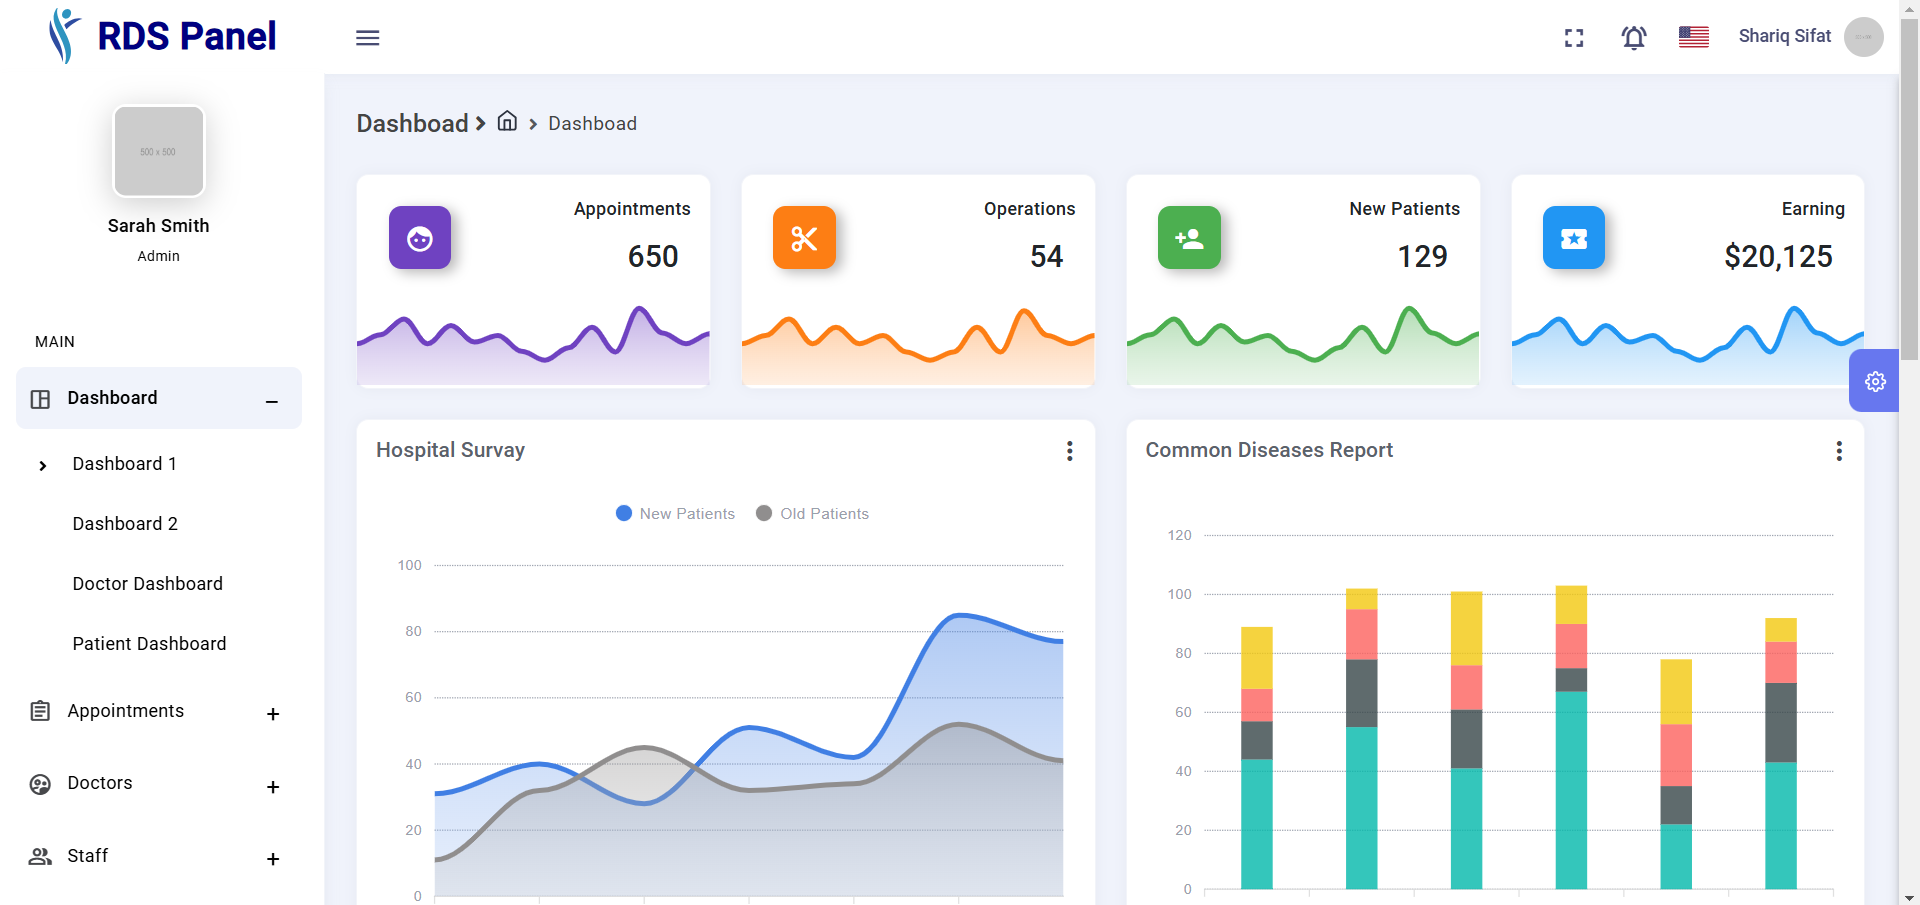 RDS Panel
Shariq Sifat
500 x 500
Sarah Smith
Admin
MAIN
Dashboard
Dashboard 1
Dashboard 2
Doctor Dashboard
Patient Dashboard
Appointments
Doctors
Staff
Dashboad
Dashboad
Appointments
650
Operations
54
New Patients
129
Earning
$20,125
Hospital Survay
New Patients
Old Patients
100
80
60
40
20
0
Common Diseases Report
120
100
80
60
40
20
0